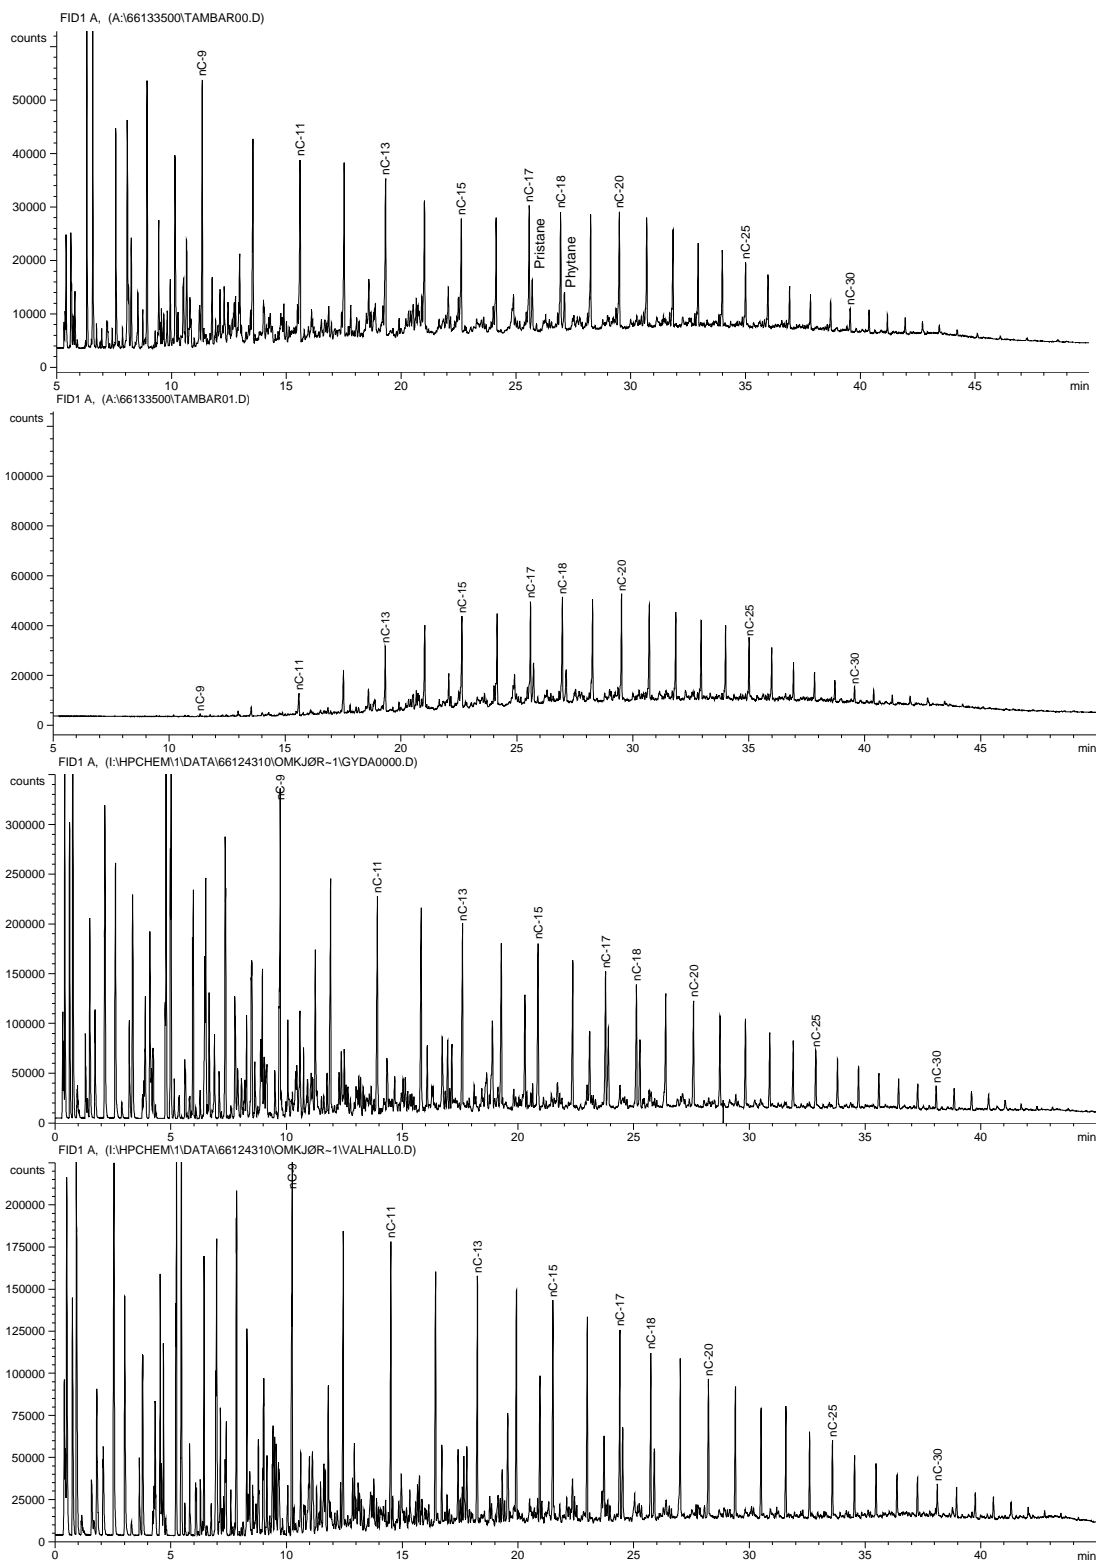 FID1 A, (A:\66133500\TAMBAR00.D)
counts
nC-9
50000
nC-11
40000
nC-13
nC-17
nC-18
nC-20
nC-15
30000
Pristane
Phytane
nC-25
20000
nC-30
10000
0
5 10 15 20 25 30 35 40 45 min
FID1 A, (A:\66133500\TAMBAR01.D)
counts
100000
80000
nC-20
nC-18
nC-17
60000
nC-15
nC-13
nC-25
40000
nC-11
nC-30
nC-9
20000
0
5 10 15 20 25 30 35 40 min
FID1 A, (I:\HPCHEM\1\DATA\66124310\OMKJØR~1\GYDA0000.D)
counts
nC-9
300000
250000
nC-11
nC-13
200000
nC-15
nC-17
nC-18
150000
nC-20
nC-25
100000
nC-30
50000
0
0 5 10 15 20 25 30 35 40 min
FID1 A, (I:\HPCHEM\1\DATA\66124310\OMKJØR~1\VALHALL0.D)
counts
nC-9
200000
nC-11
175000
nC-13
150000
nC-15
nC-17
125000
nC-18
nC-20
100000
75000
nC-25
50000
nC-30
25000
0
0 5 10 15 20 25 30 35 40 min